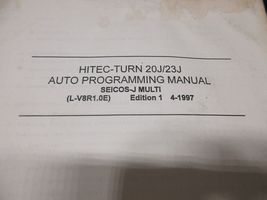 HITEC-TURN 20J/23J
AUTO PROGRAMMING MANUAL
SEICOS-J MULTI
(L-V8R1.0E) Edition 1 4-1997